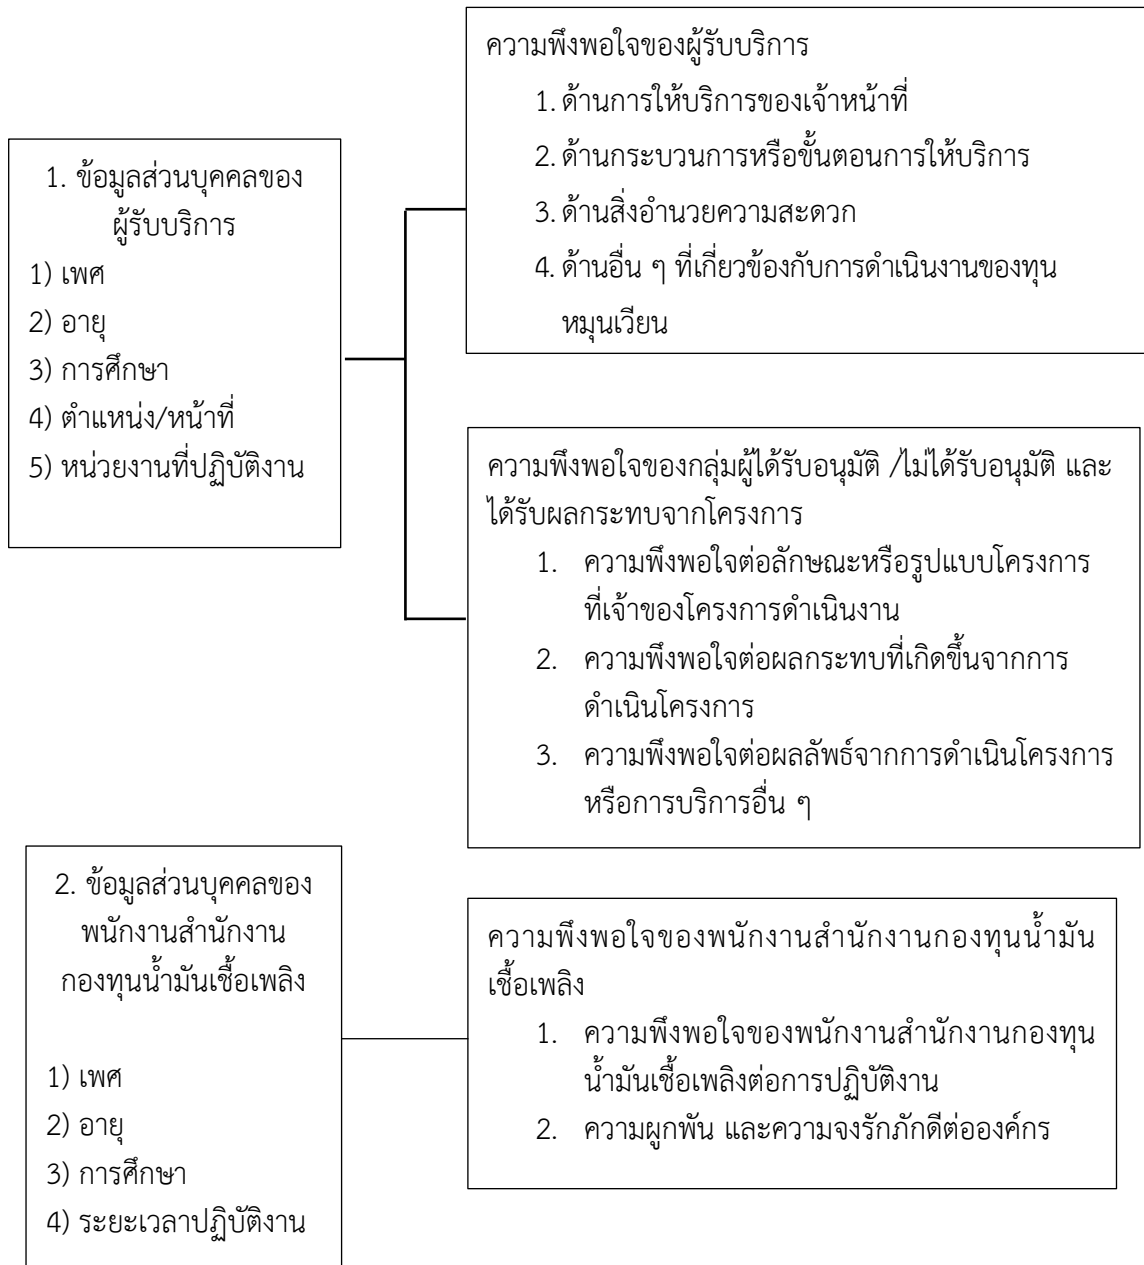 1. ข้อมูลส่วนบุคคลของ
ผู้รับบริการ
1) เพศ
2) อายุ
3) การศึกษา
4) ตำแหน่ง/หน้าที่
5) หน่วยงานที่ปฏิบัติงาน
ความพึงพอใจของผู้รับบริการ
1. ด้านการให้บริการของเจ้าหน้าที่
2. ด้านกระบวนการหรือขั้นตอนการให้บริการ
3. ด้านสิ่งอำนวยความสะดวก
4. ด้านอื่น ๆ ที่เกี่ยวข้องกับการดำเนินงานของทุน
หมุนเวียน
ความพึงพอใจของกลุ่มผู้ได้รับอนุมัติ /ไม่ได้รับอนุมัติ และ
ได้รับผลกระทบจากโครงการ
1. ความพึงพอใจต่อลักษณะหรือรูปแบบโครงการ
ที่เจ้าของโครงการดำเนินงาน
2. ความพึงพอใจต่อผลกระทบที่เกิดขึ้นจากการ
ดำเนินโครงการ
3. ความพึงพอใจต่อผลลัพธ์จากการดำเนินโครงการ
หรือการบริการอื่น ๆ
2. ข้อมูลส่วนบุคคลของ
พนักงานสำนักงาน
กองทุนน้ำมันเชื้อเพลิง
1) เพศ
2) อายุ
3) การศึกษา
4) ระยะเวลาปฏิบัติงาน
ความพึงพอใจของพนักงานสำนักงานกองทุนน้ำมัน
เชื้อเพลิง
1. ความพึงพอใจของพนักงานสำนักงานกองทุน
น้ำมันเชื้อเพลิงต่อการปฏิบัติงาน
2. ความผูกพัน และความจงรักภักดีต่อองค์กร